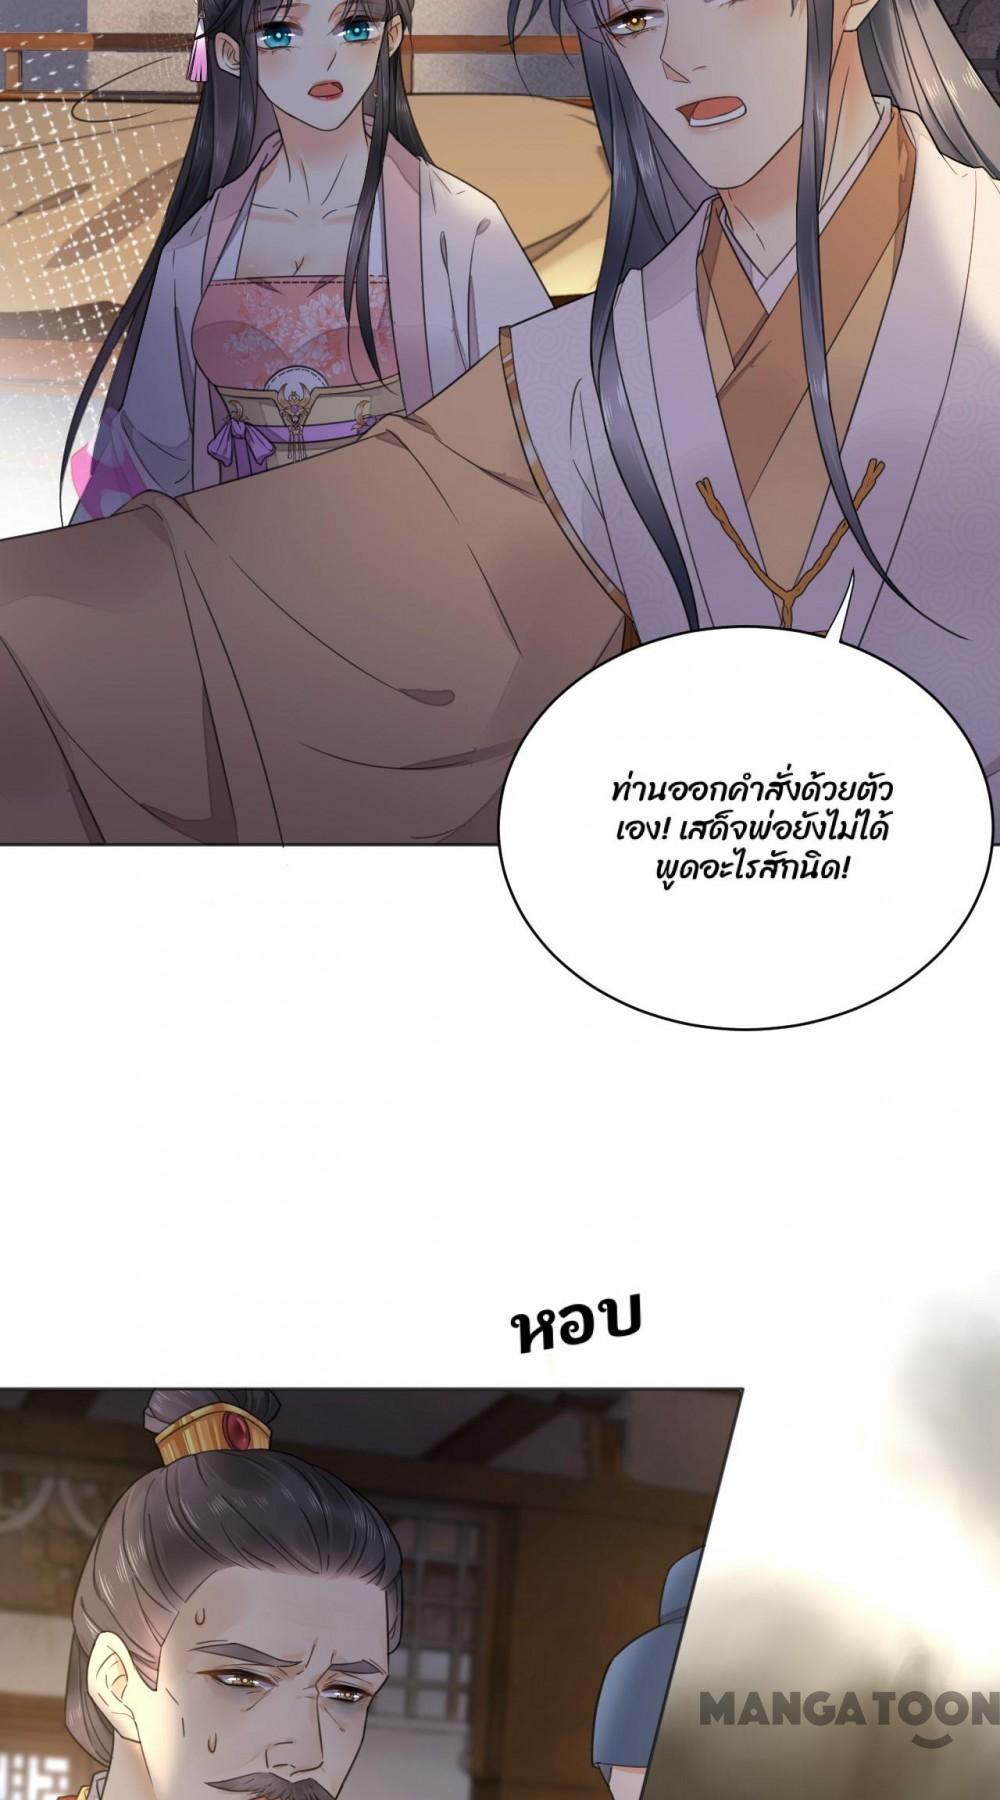 ท่านออกคำสั่งด้วยตัว
เอง! เสด็จพ่อยังไม่ได้
พูดอะไรสักนิด!
หอบ
MANGATOON